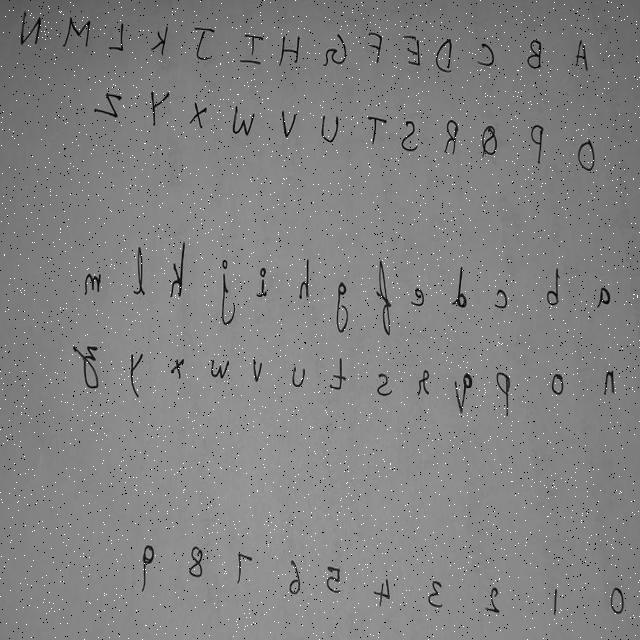 A B C D E F G H I J K L M N
O P Q R S T U V W X Y Z
a b c d e f g h i j k l m
n o p q r s t u v w x y z
0 1 2 3 4 5 6 7 8 9